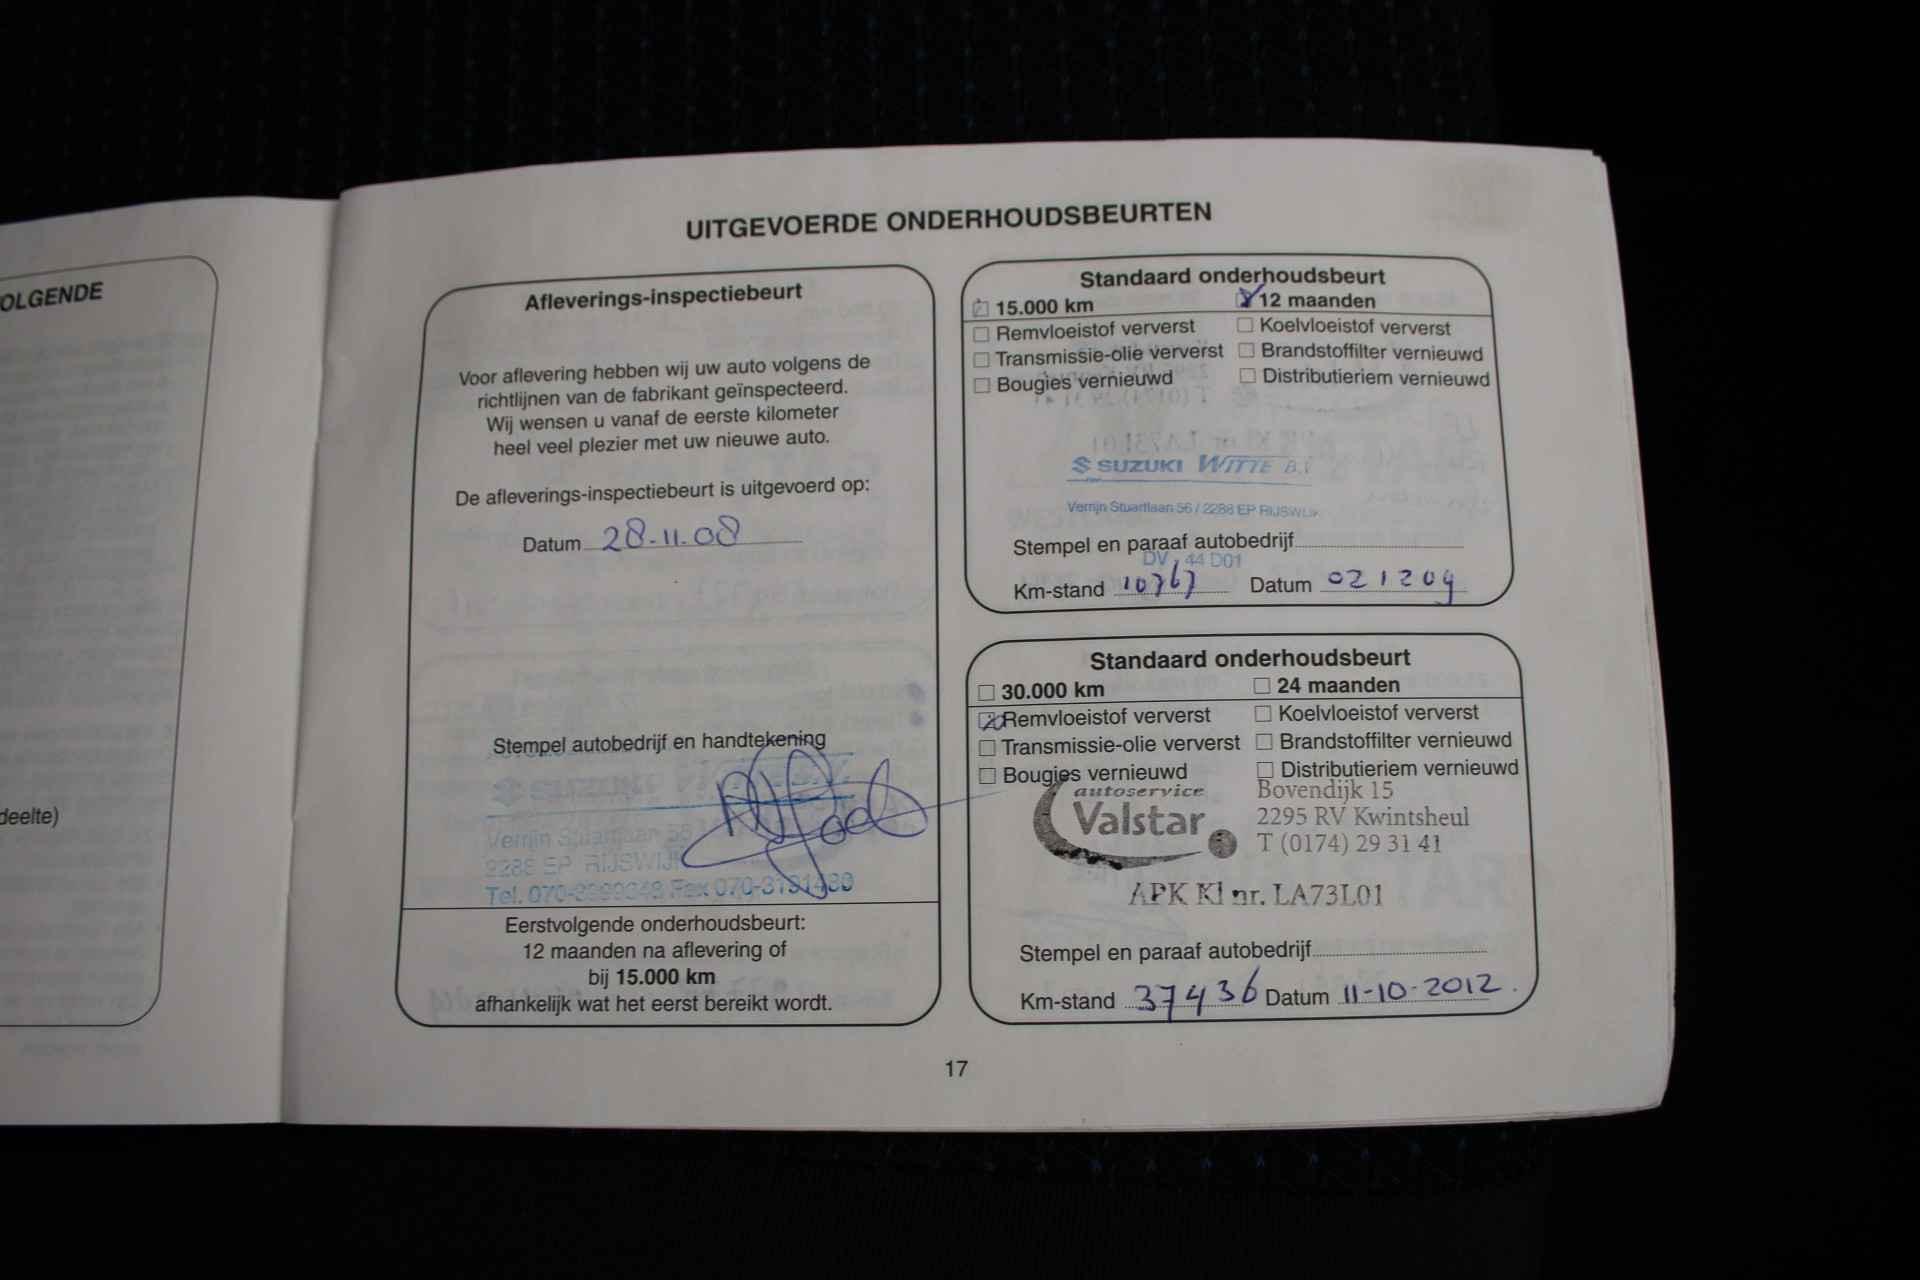 OLGENDE
deelte)
UITGEVOERDE ONDERHOUDSBEURTEN
Afleverings-inspectiebeurt
Voor aflevering hebben wij uw auto volgens de
richtlijnen van de fabrikant geïnspecteerd.
Wij wensen u vanaf de eerste kilometer
heel veel plezier met uw nieuwe auto.
De afleverings-inspectiebeurt is uitgevoerd op:
Datum 28-11-08
Stempel autobedrijf en handtekening
SUZUKI
2288 EP RIJSWIJK
Eerstvolgende onderhoudsbeurt:
12 maanden na aflevering of
bij 15.000 km
afhankelijk wat het eerst bereikt wordt.
Standaard onderhoudsbeurt
15.000 km 12 maanden
Remvloeistof ververst Koelvloeistof ververst
Transmissie-olie ververst Brandstoffilter vernieuwd
Bougies vernieuwd Distributieriem vernieuwd
SUZUKI WITTE B.V
Verrijn Stuartlaan 56 / 2288 EP RIJSWIJK
Stempel en paraaf autobedrijf
DV 44 D01
Km-stand 10767 Datum 021209
Standaard onderhoudsbeurt
30.000 km 24 maanden
Remvloeistof ververst Koelvloeistof ververst
Transmissie-olie ververst Brandstoffilter vernieuwd
Bougies vernieuwd Distributieriem vernieuwd
autoservice
Valstar
Bovendijk 15
2295 RV Kwintsheul
T (0174) 29 31 41
APK KI nr. LA73L01
Stempel en paraaf autobedrijf
Km-stand 37436 Datum 11-10-2012.
17